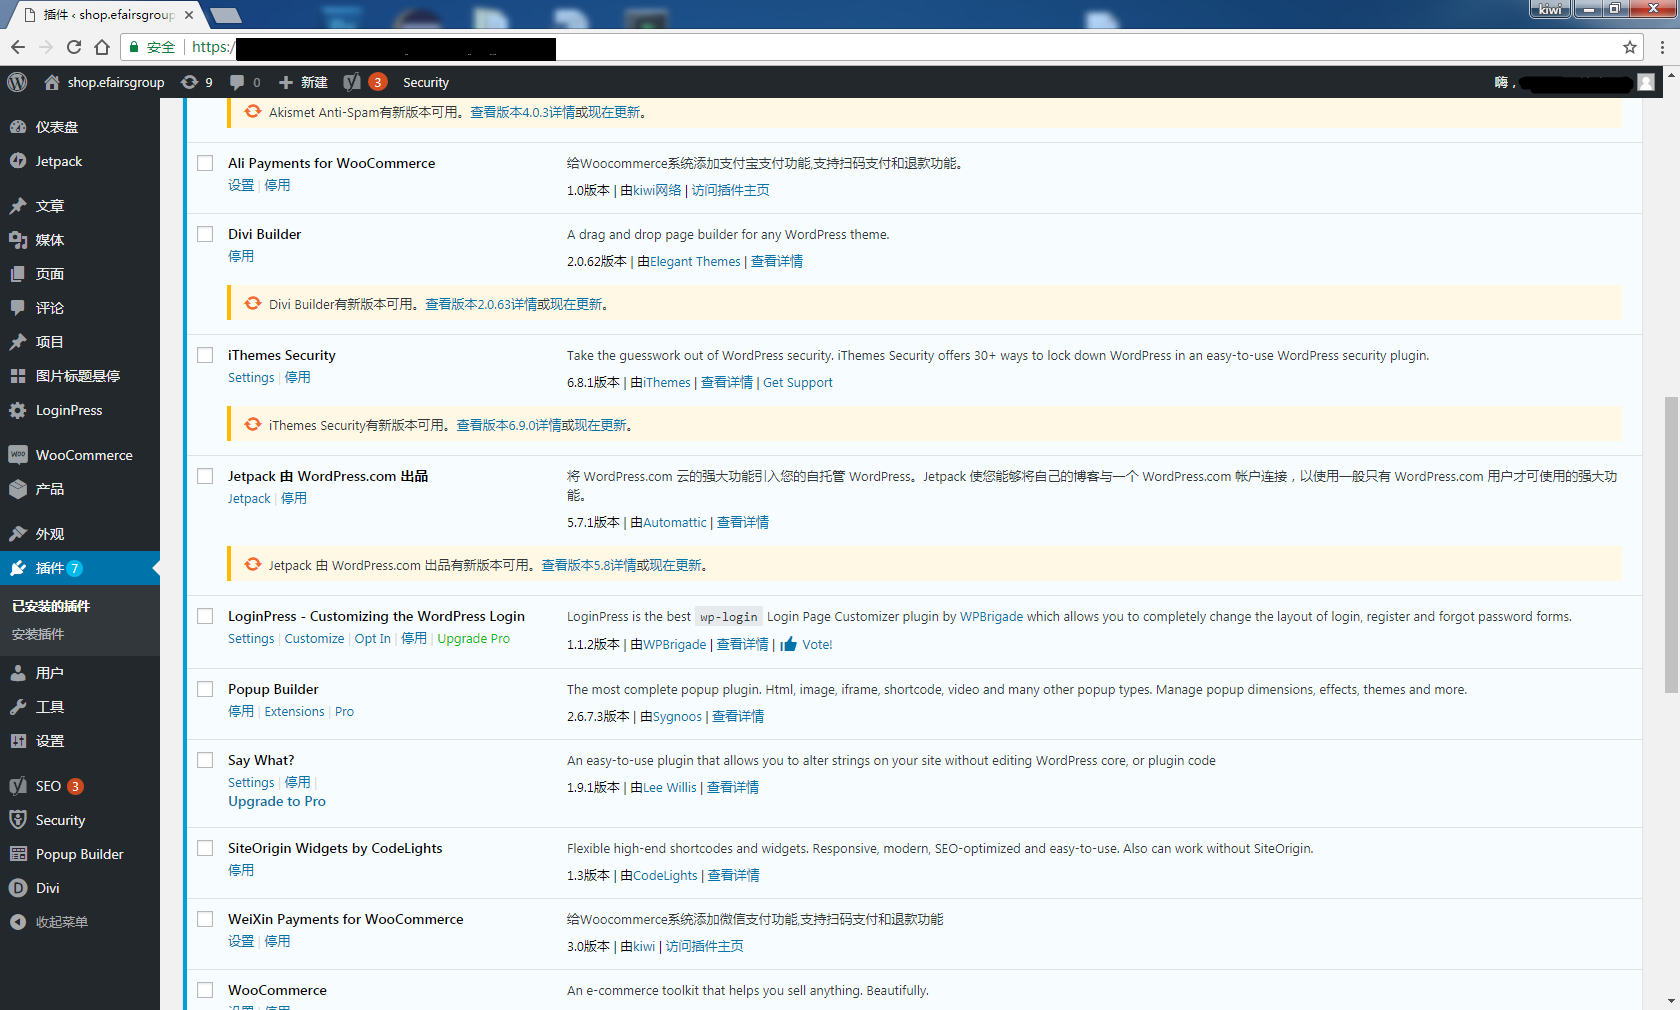 插件 ‹ shop.efairsgroup
kiwi
安全 https:/
shop.efairsgroup 9 0 新建 3 Security 嗨，
仪表盘
Jetpack
文章
媒体
页面
评论
项目
图片标题悬停
LoginPress
WooCommerce
产品
外观
插件 7
已安装的插件
安装插件
用户
工具
设置
SEO 3
Security
Popup Builder
Divi
收起菜单
Akismet Anti-Spam有新版本可用。查看版本4.0.3详情或现在更新。
Ali Payments for WooCommerce
设置 | 停用
给Woocommerce系统添加支付宝支付功能,支持扫码支付和退款功能。
1.0版本 | 由kiwi网络 | 访问插件主页
Divi Builder
停用
A drag and drop page builder for any WordPress theme.
2.0.62版本 | 由Elegant Themes | 查看详情
Divi Builder有新版本可用。查看版本2.0.63详情或现在更新。
iThemes Security
Settings | 停用
Take the guesswork out of WordPress security. iThemes Security offers 30+ ways to lock down WordPress in an easy-to-use WordPress security plugin.
6.8.1版本 | 由iThemes | 查看详情 | Get Support
iThemes Security有新版本可用。查看版本6.9.0详情或现在更新。
Jetpack 由 WordPress.com 出品
Jetpack | 停用
将 WordPress.com 云的强大功能引入您的自托管 WordPress。Jetpack 使您能够将自己的博客与一个 WordPress.com 帐户连接，以使用一般只有 WordPress.com 用户才可使用的强大功
能。
5.7.1版本 | 由Automattic | 查看详情
Jetpack 由 WordPress.com 出品有新版本可用。查看版本5.8详情或现在更新。
LoginPress - Customizing the WordPress Login
Settings | Customize | Opt In | 停用 | Upgrade Pro
LoginPress is the best wp-login Login Page Customizer plugin by WPBrigade which allows you to completely change the layout of login, register and forgot password forms.
1.1.2版本 | 由WPBrigade | 查看详情 | Vote!
Popup Builder
停用 | Extensions | Pro
The most complete popup plugin. Html, image, iframe, shortcode, video and many other popup types. Manage popup dimensions, effects, themes and more.
2.6.7.3版本 | 由Sygnoos | 查看详情
Say What?
Settings | 停用 |
Upgrade to Pro
An easy-to-use plugin that allows you to alter strings on your site without editing WordPress core, or plugin code
1.9.1版本 | 由Lee Willis | 查看详情
SiteOrigin Widgets by CodeLights
停用
Flexible high-end shortcodes and widgets. Responsive, modern, SEO-optimized and easy-to-use. Also can work without SiteOrigin.
1.3版本 | 由CodeLights | 查看详情
WeiXin Payments for WooCommerce
设置 | 停用
给Woocommerce系统添加微信支付功能,支持扫码支付和退款功能
3.0版本 | 由kiwi | 访问插件主页
WooCommerce
设置 | 停用
An e-commerce toolkit that helps you sell anything. Beautifully.